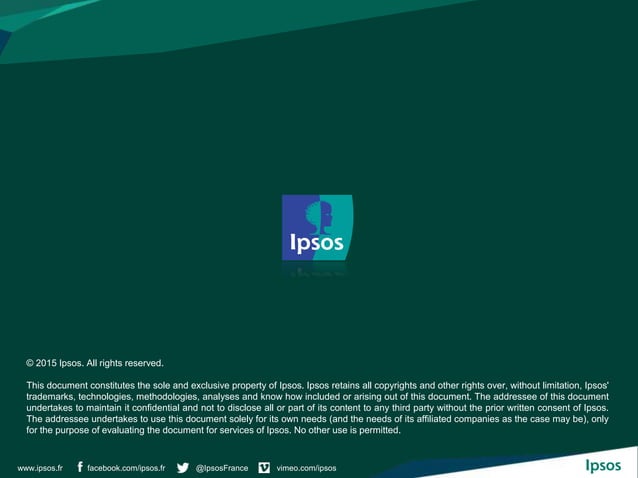 Ipsos
© 2015 Ipsos. All rights reserved.
This document constitutes the sole and exclusive property of Ipsos. Ipsos retains all copyrights and other rights over, without limitation, Ipsos'
trademarks, technologies, methodologies, analyses and know how included or arising out of this document. The addressee of this document
undertakes to maintain it confidential and not to disclose all or part of its content to any third party without the prior written consent of Ipsos.
The addressee undertakes to use this document solely for its own needs (and the needs of its affiliated companies as the case may be), only
for the purpose of evaluating the document for services of Ipsos. No other use is permitted.
www.ipsos.fr facebook.com/ipsos.fr @IpsosFrance vimeo.com/ipsos Ipsos